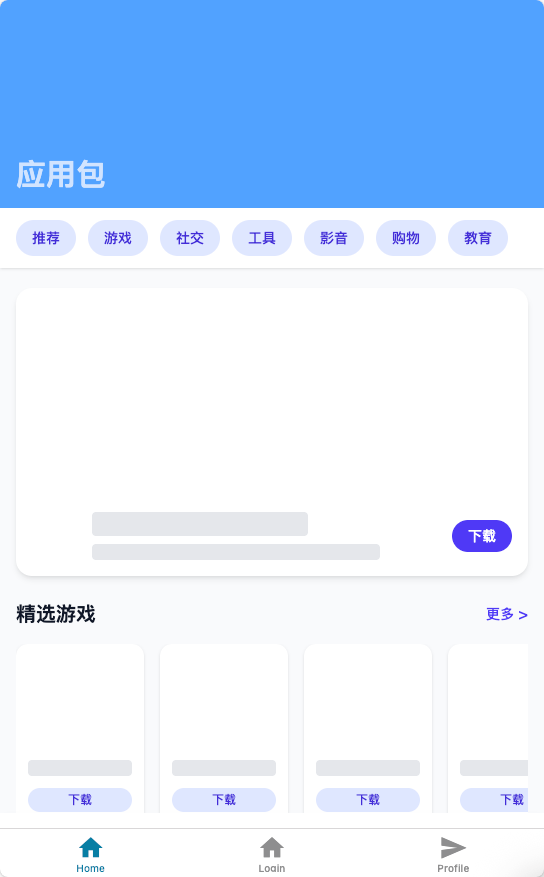 应用包
推荐 游戏 社交 工具 影音 购物 教育
下载
精选游戏 更多 >
下载 下载 下载 下载
Home Login Profile